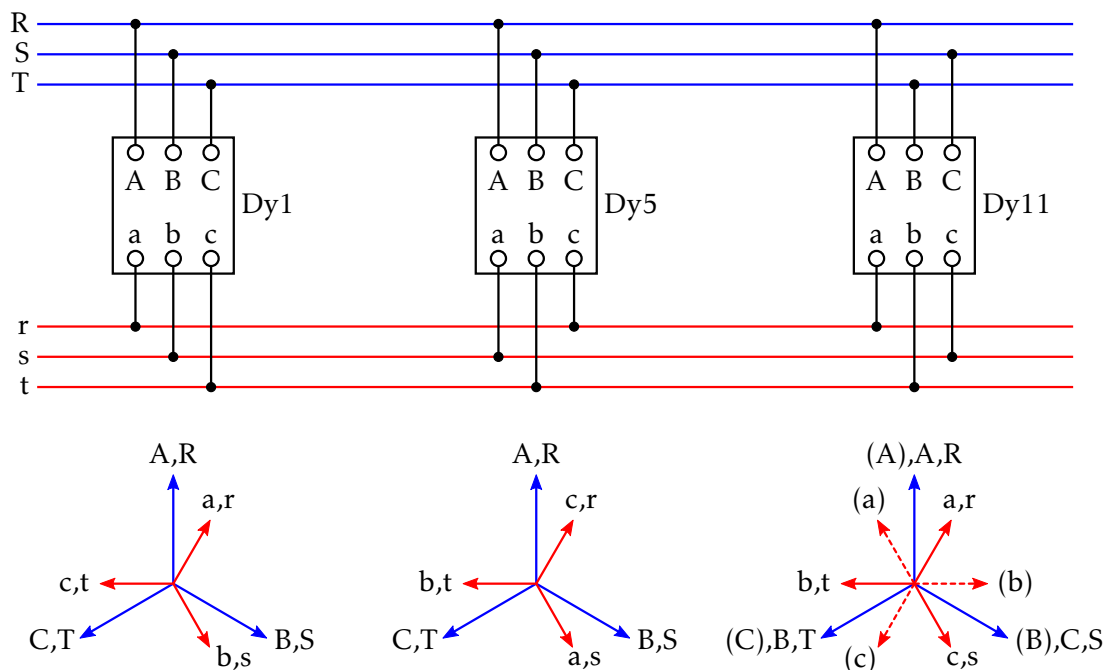 R
S
T
A B C
A B C
A B C
Dy1
Dy5
Dy11
a b c
a b c
a b c
r
s
t
A,R
A,R
(A),A,R
a,r
c,r
(a)
a,r
c,t
b,t
b,t
(b)
C,T
B,S
C,T
B,S
(C),B,T
(B),C,S
b,s
a,s
(c)
c,s